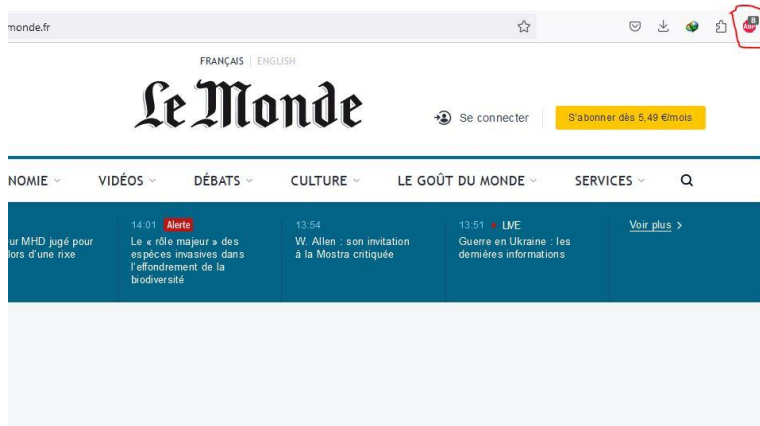 monde.fr
8
ABP
FRANÇAIS | ENGLISH
Le Monde
Se connecter
S'abonner dès 5,49 €/mois
NOMIE
VIDÉOS
DÉBATS
CULTURE
LE GOÛT DU MONDE
SERVICES
ur MHD jugé pour
lors d'une rixe
14:01 Alerte
Le « rôle majeur » des
espèces invasives dans
l'effondrement de la
biodiversité
13:54
W. Allen : son invitation
à la Mostra critiquée
13:51 LIVE
Guerre en Ukraine : les
dernières informations
Voir plus